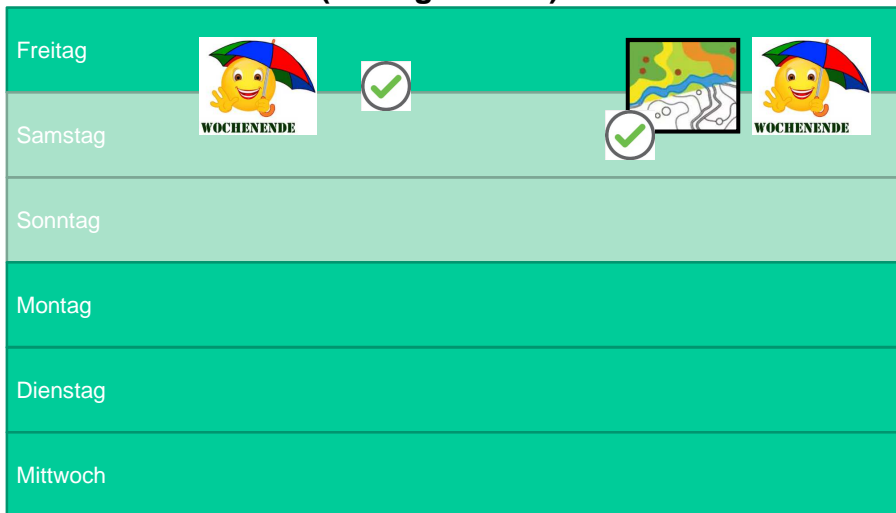 Freitag
WOCHENENDE
WOCHENENDE
Samstag
Sonntag
Montag
Dienstag
Mittwoch